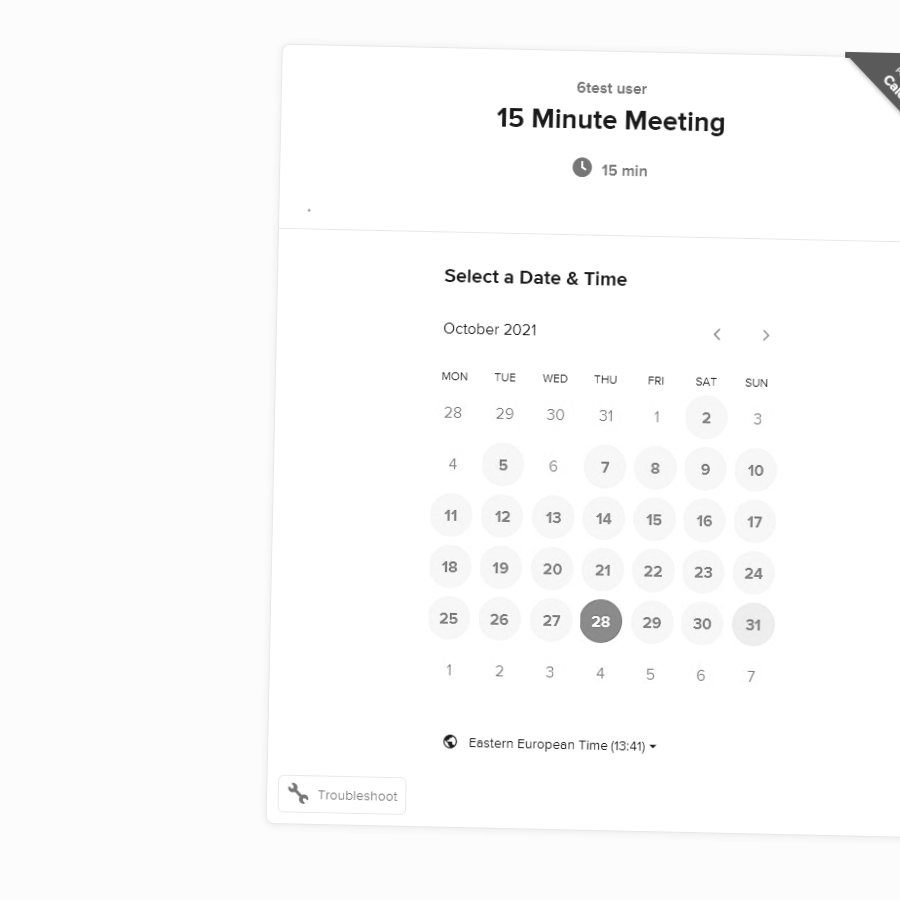 6test user
15 Minute Meeting
15 min
.
Select a Date & Time
October 2021
MON TUE WED THU FRI SAT SUN
28 29 30 31 1 2 3
4 5 6 7 8 9 10
11 12 13 14 15 16 17
18 19 20 21 22 23 24
25 26 27 28 29 30 31
1 2 3 4 5 6 7
Eastern European Time (13:41)
Troubleshoot